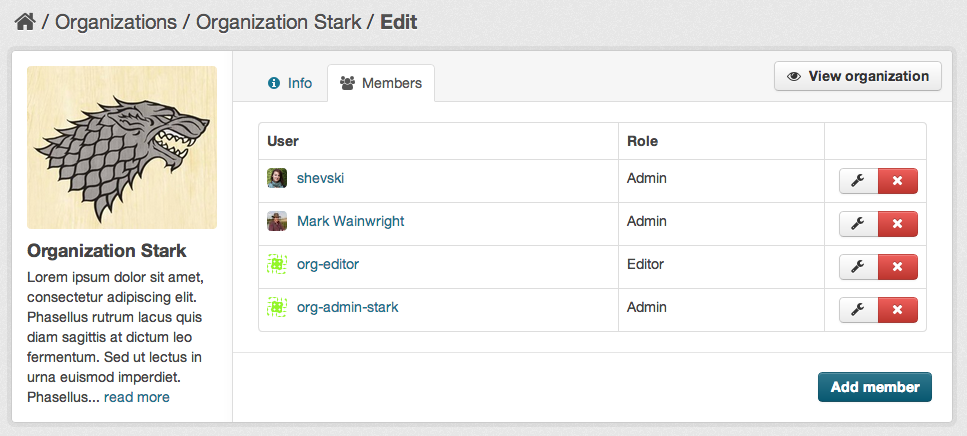 / Organizations / Organization Stark / Edit
Info
Members
View organization
User Role
shevski Admin
Mark Wainwright Admin
org-editor Editor
org-admin-stark Admin
Add member
Organization Stark
Lorem ipsum dolor sit amet,
consectetur adipiscing elit.
Phasellus rutrum lacus quis
diam sagittis at dictum leo
fermentum. Sed ut lectus in
urna euismod imperdiet.
Phasellus... read more